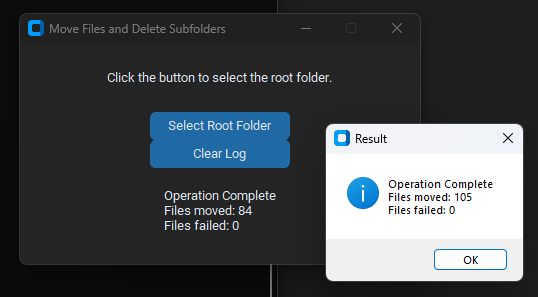 Move Files and Delete Subfolders
Click the button to select the root folder.
Select Root Folder
Clear Log
Operation Complete
Files moved: 84
Files failed: 0
Result
Operation Complete
Files moved: 105
Files failed: 0
OK